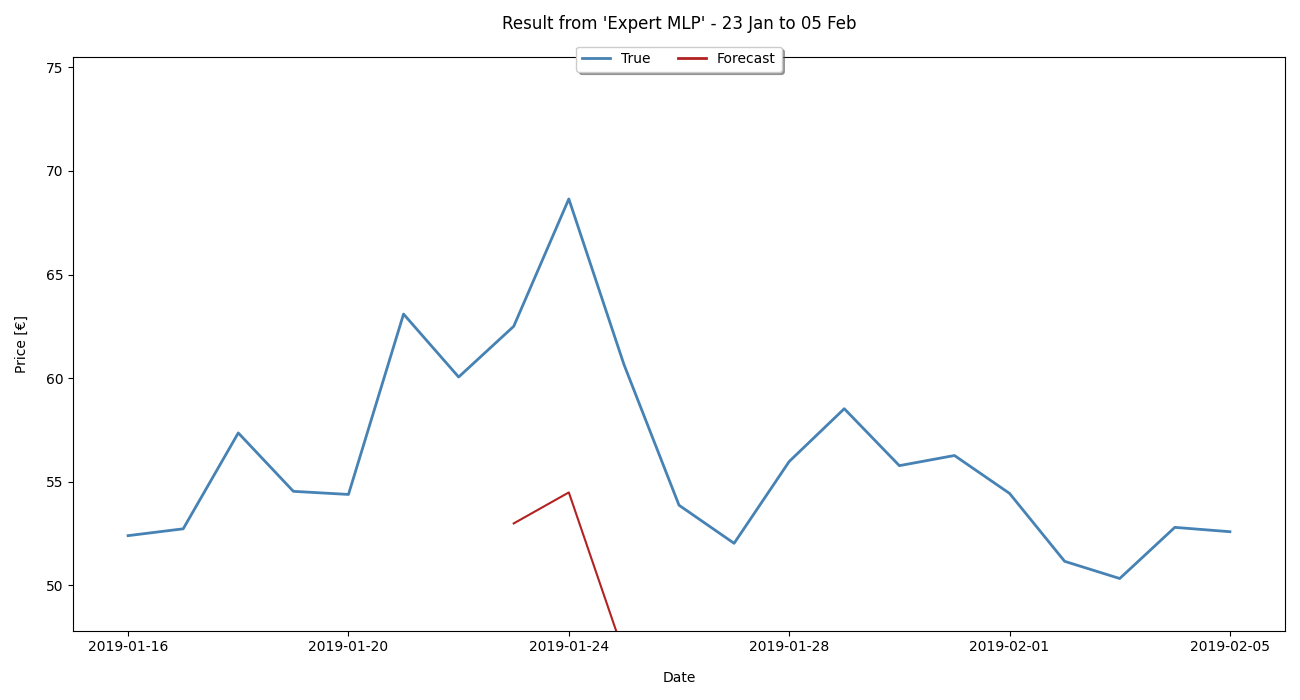 Result from 'Expert MLP' - 23 Jan to 05 Feb
True Forecast
75
70
65
60
55
50
Price [€]
2019-01-16 2019-01-20 2019-01-24 2019-01-28 2019-02-01 2019-02-05
Date